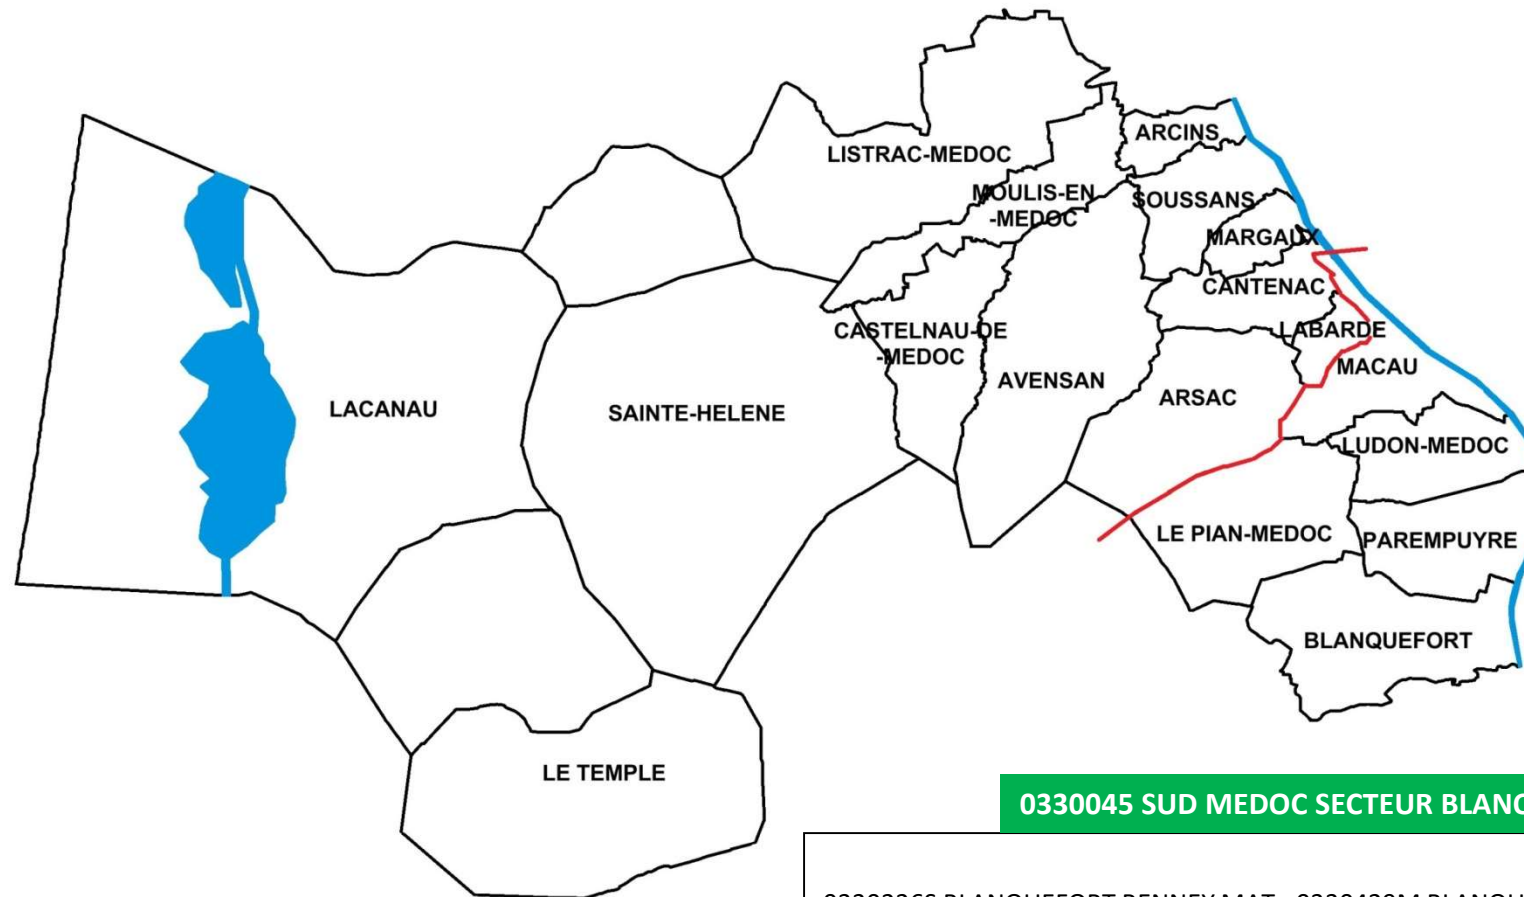 ARCINS
LISTRAC-MEDOC
MOULIS-EN
-MEDOC
SOUSSANS
MARGAUX
CANTENAC
CASTELNAU-DE
-MEDOC
LABARDE
MACAU
AVENSAN
ARSAC
LACANAU
SAINTE-HELENE
LUDON-MEDOC
LE PIAN-MEDOC
PAREMPUYRE
BLANQUEFORT
LE TEMPLE
0330045 SUD MEDOC SECTEUR BLANQ